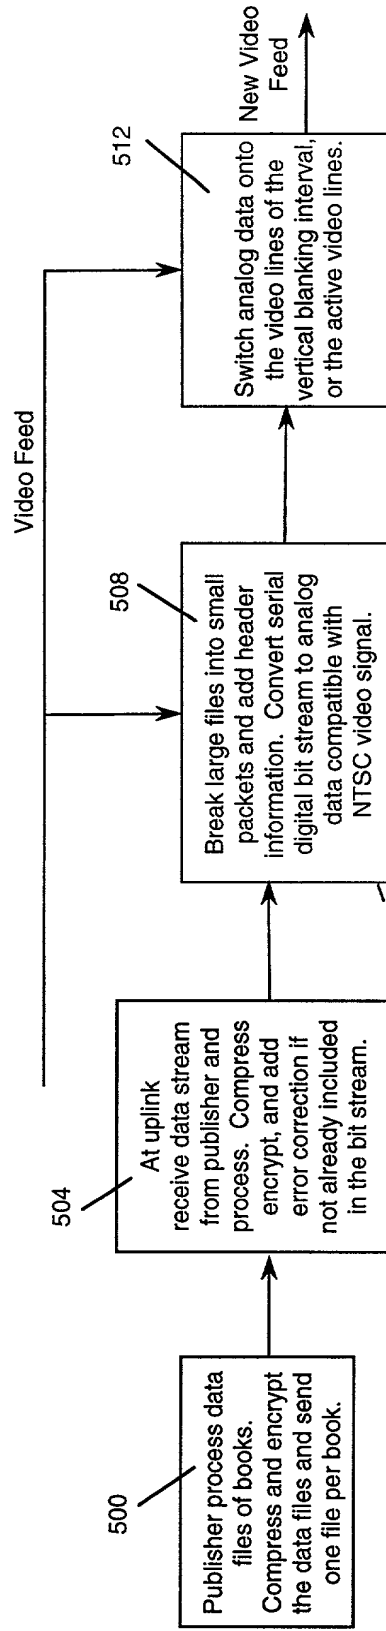 Video Feed
500
Publisher process data
files of books.
Compress and encrypt
the data files and send
one file per book.
504
At uplink
receive data stream
from publisher and
process. Compress
encrypt, and add
error correction if
not already included
in the bit stream.
508
Break large files into small
packets and add header
information. Convert serial
digital bit stream to analog
data compatible with
NTSC video signal.
512
Switch analog data onto
the video lines of the
vertical blanking interval,
or the active video lines.
New Video
Feed